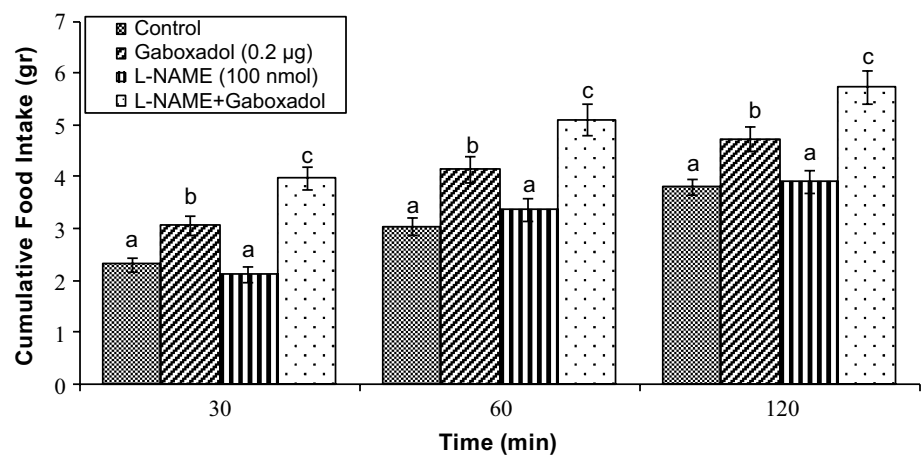 7
6
5
4
3
2
1
0
Cumulative Food Intake (gr)
Control
Gaboxadol (0.2 µg)
L-NAME (100 nmol)
L-NAME+Gaboxadol
a b a c
a b a c
a b a c
30 60 120
Time (min)